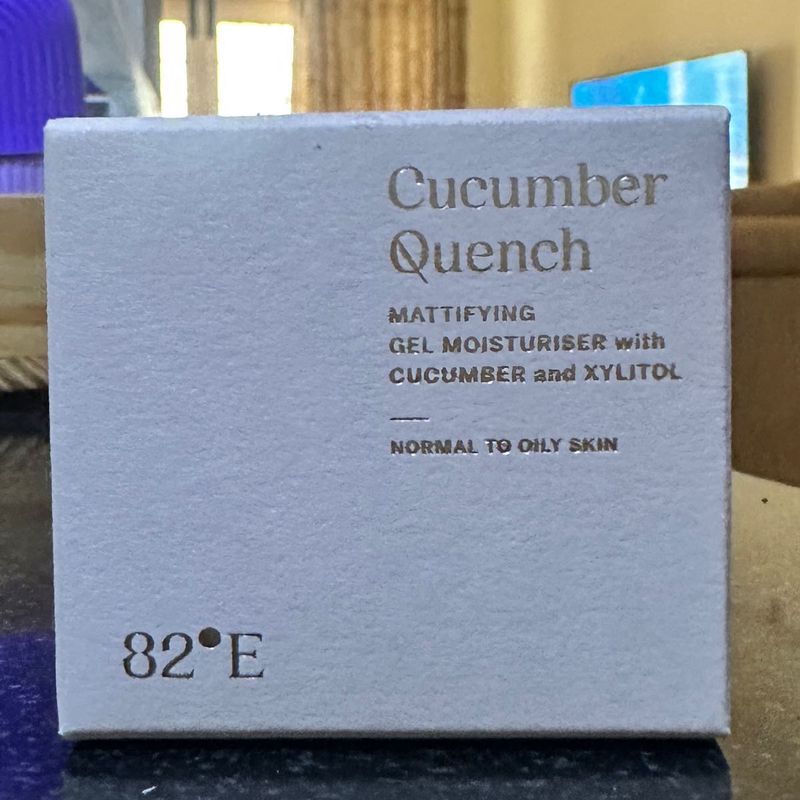 Cucumber
Quench
MATTIFYING
GEL MOISTURISER with
CUCUMBER and XYLITOL
NORMAL TO OILY SKIN
82°E